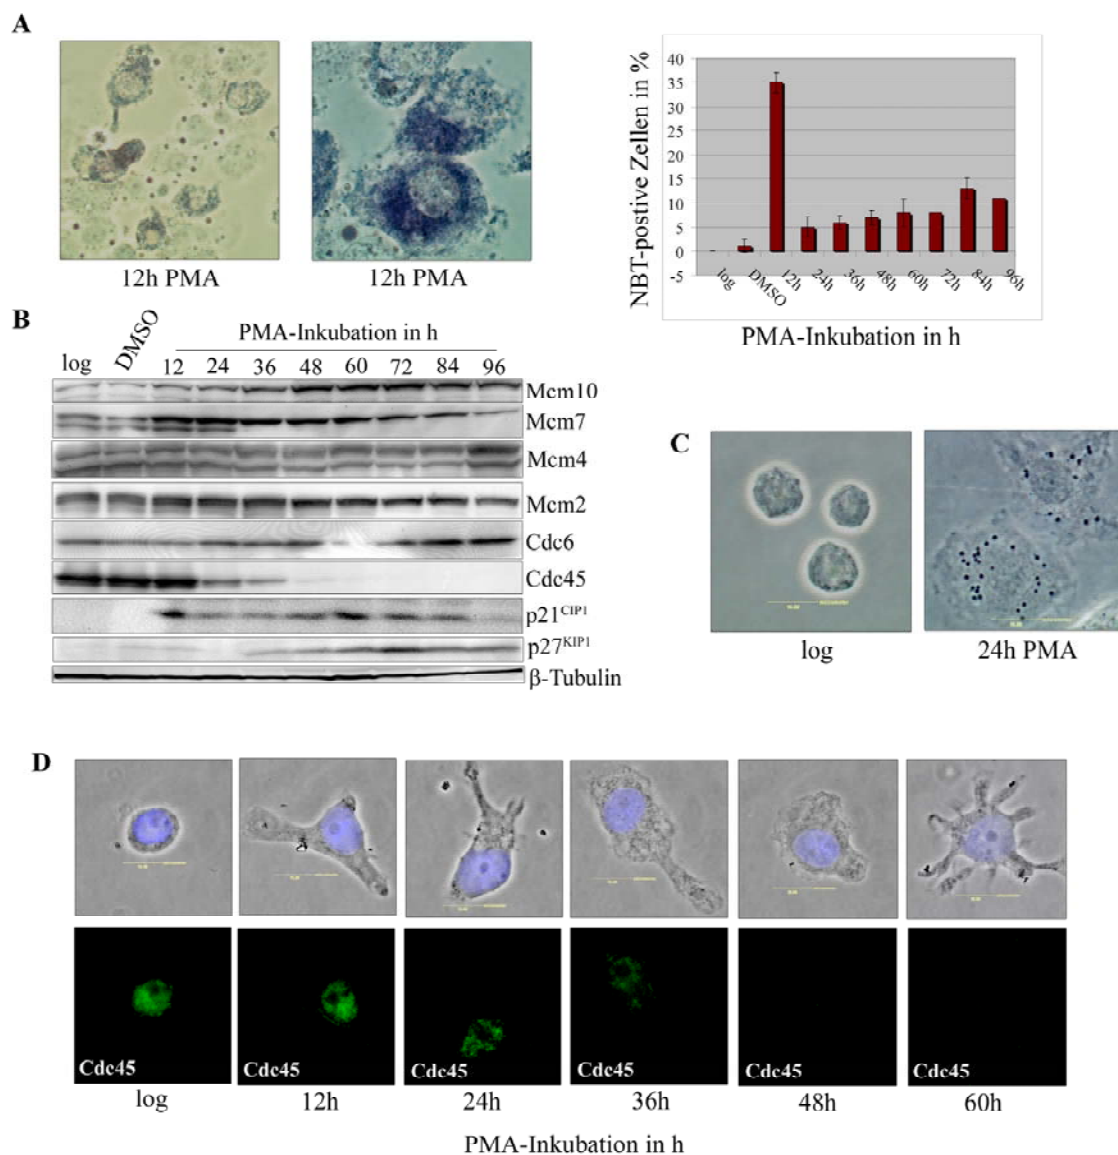 A
12h PMA
12h PMA
NBT-postive Zellen in %
40
35
30
25
20
15
10
5
0
-5
log
DMSO
12h
24h
36h
48h
60h
72h
84h
96h
PMA-Inkubation in h
B
PMA-Inkubation in h
log DMSO 12 24 36 48 60 72 84 96
Mcm10
Mcm7
Mcm4
Mcm2
Cdc6
Cdc45
p21CIP1
p27KIP1
β-Tubulin
C
log
24h PMA
D
Cdc45 Cdc45 Cdc45 Cdc45 Cdc45 Cdc45
log 12h 24h 36h 48h 60h
PMA-Inkubation in h